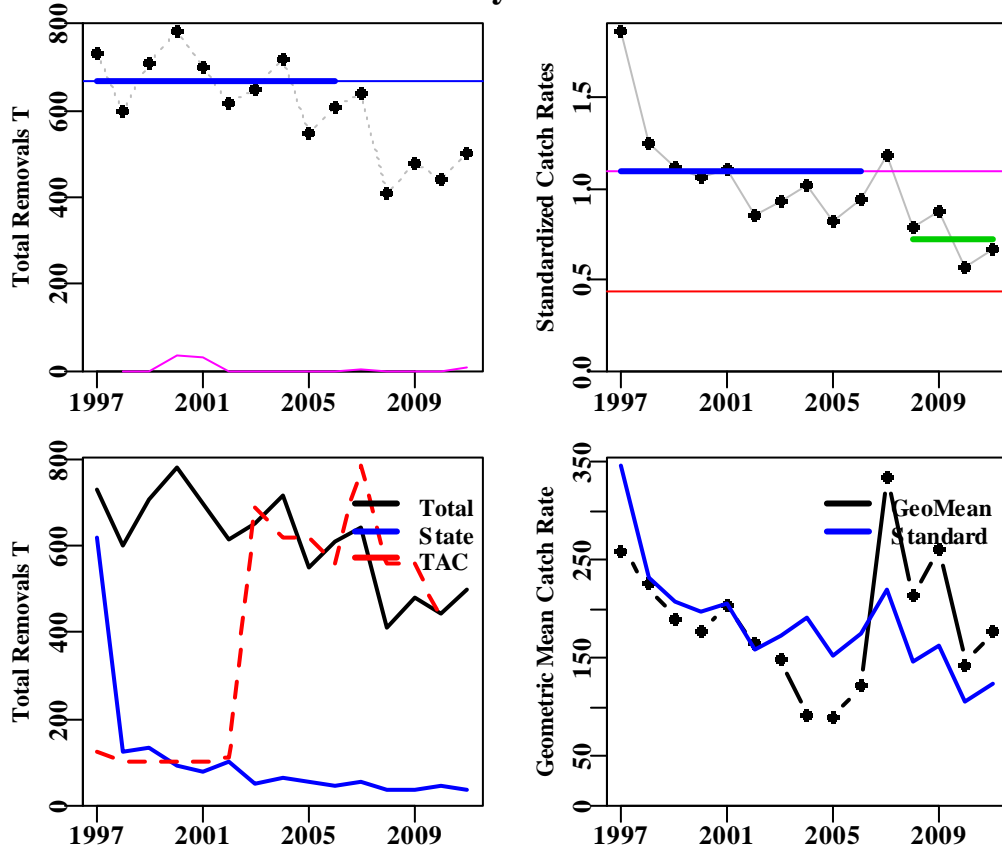 Total Removals T
800
600
400
200
0
1997 2001 2005 2009
Standardized Catch Rates
1.5
1.0
0.5
0.0
1997 2001 2005 2009
Total Removals T
800
600
400
200
0
Total
State
TAC
1997 2001 2005 2009
Geometric Mean Catch Rate
350
250
150
50
0
GeoMean
Standard
1997 2001 2005 2009